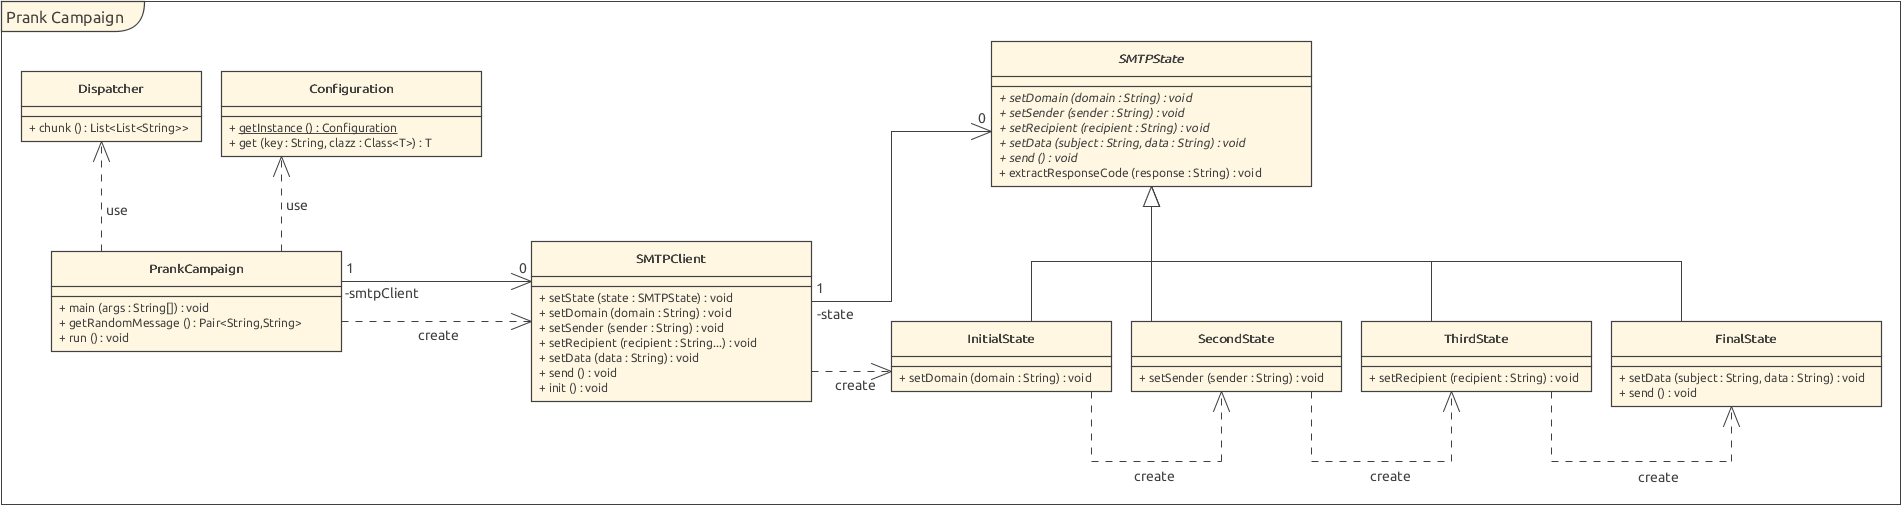 Prank Campaign
Dispatcher
+ chunk () : List<List<String>>
Configuration
+ getInstance () : Configuration
+ get (key : String, clazz : Class<T>) : T
SMTPState
+ setDomain (domain : String) : void
+ setSender (sender : String) : void
+ setRecipient (recipient : String) : void
+ setData (subject : String, data : String) : void
+ send () : void
+ extractResponseCode (response : String) : void
0
use
use
PrankCampaign
+ main (args : String[]) : void
+ getRandomMessage () : Pair<String,String>
+ run () : void
1
0
-smtpClient
create
SMTPClient
+ setState (state : SMTPState) : void
+ setDomain (domain : String) : void
+ setSender (sender : String) : void
+ setRecipient (recipient : String...) : void
+ setData (data : String) : void
+ send () : void
+ init () : void
1
-state
create
InitialState
+ setDomain (domain : String) : void
SecondState
+ setSender (sender : String) : void
ThirdState
+ setRecipient (recipient : String) : void
FinalState
+ setData (subject : String, data : String) : void
+ send () : void
create
create
create